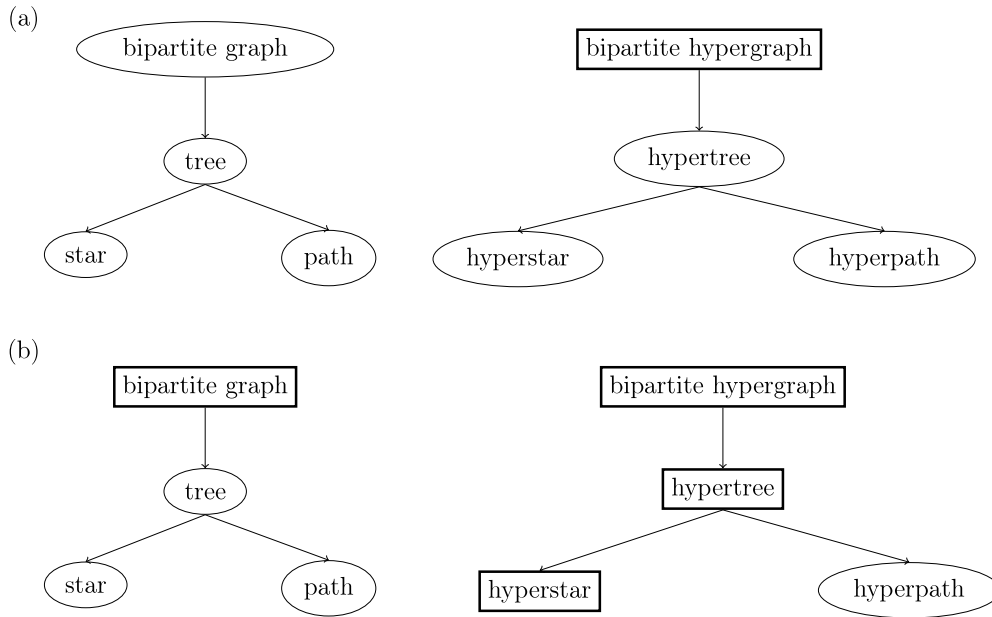 (a)
bipartite graph
bipartite hypergraph
tree
hypertree
star
path
hyperstar
hyperpath
(b)
bipartite graph
bipartite hypergraph
tree
hypertree
star
path
hyperstar
hyperpath